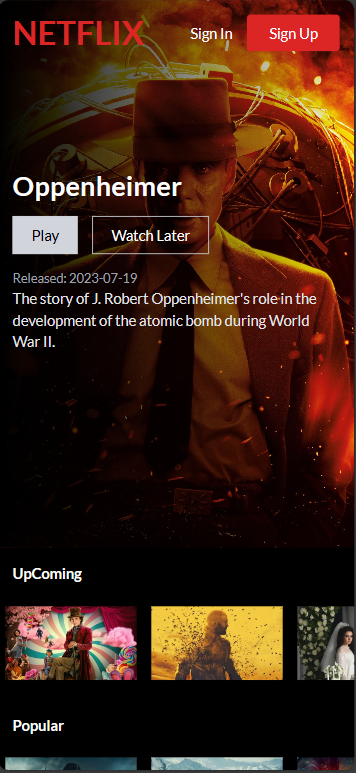 NETFLIX
Sign In
Sign Up
Oppenheimer
Play
Watch Later
Released: 2023-07-19
The story of J. Robert Oppenheimer's role in the
development of the atomic bomb during World
War II.
UpComing
Popular